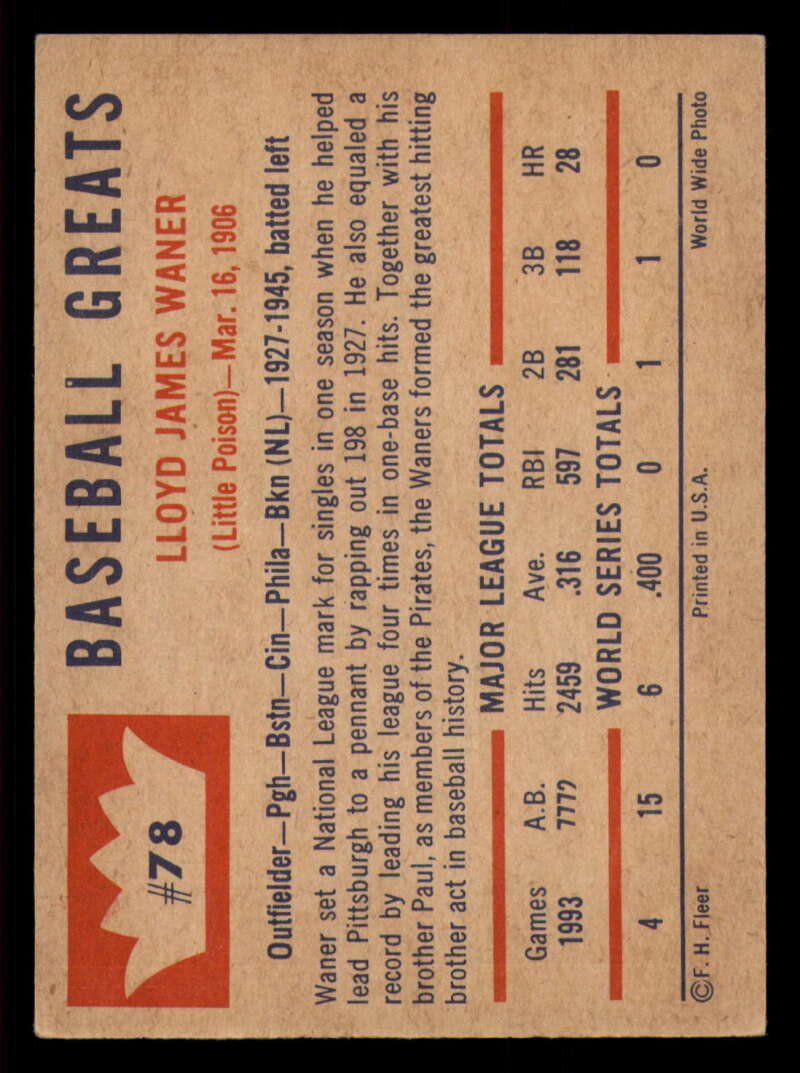 #78
BASEBALL GREATS
LLOYD JAMES WANER
(Little Poison)—Mar. 16, 1906
Outfielder—Pgh—Bstn—Cin—Phila—Bkn (NL)—1927-1945, batted left
Waner set a National League mark for singles in one season when he helped
lead Pittsburgh to a pennant by rapping out 198 in 1927. He also equaled a
record by leading his league four times in one-base hits. Together with his
brother Paul, as members of the Pirates, the Waners formed the greatest hitting
brother act in baseball history.
MAJOR LEAGUE TOTALS
Games A.B. Hits Ave. RBI 2B 3B HR
1993 7772 2459 .316 597 281 118 28
WORLD SERIES TOTALS
4 15 6 .400 0 1 1 0
©F. H. Fleer Printed in U.S.A. World Wide Photo